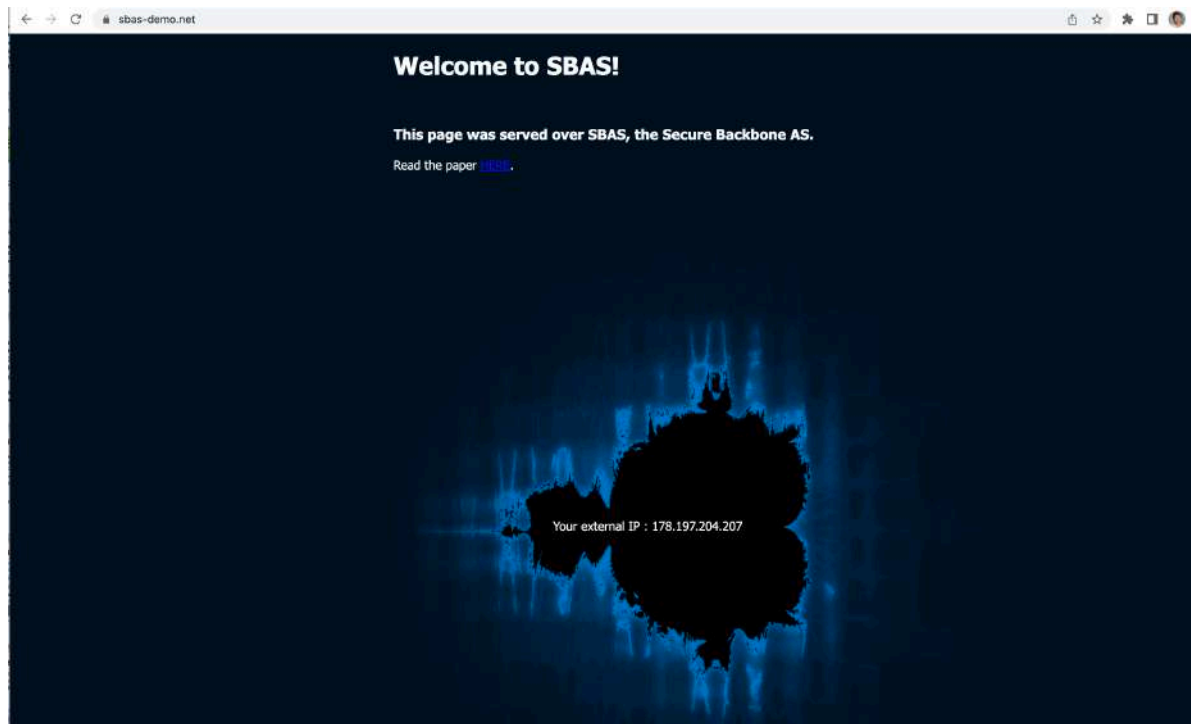 sbas-demo.net
Welcome to SBAS!
This page was served over SBAS, the Secure Backbone AS.
Read the paper HERE.
Your external IP : 178.197.204.207